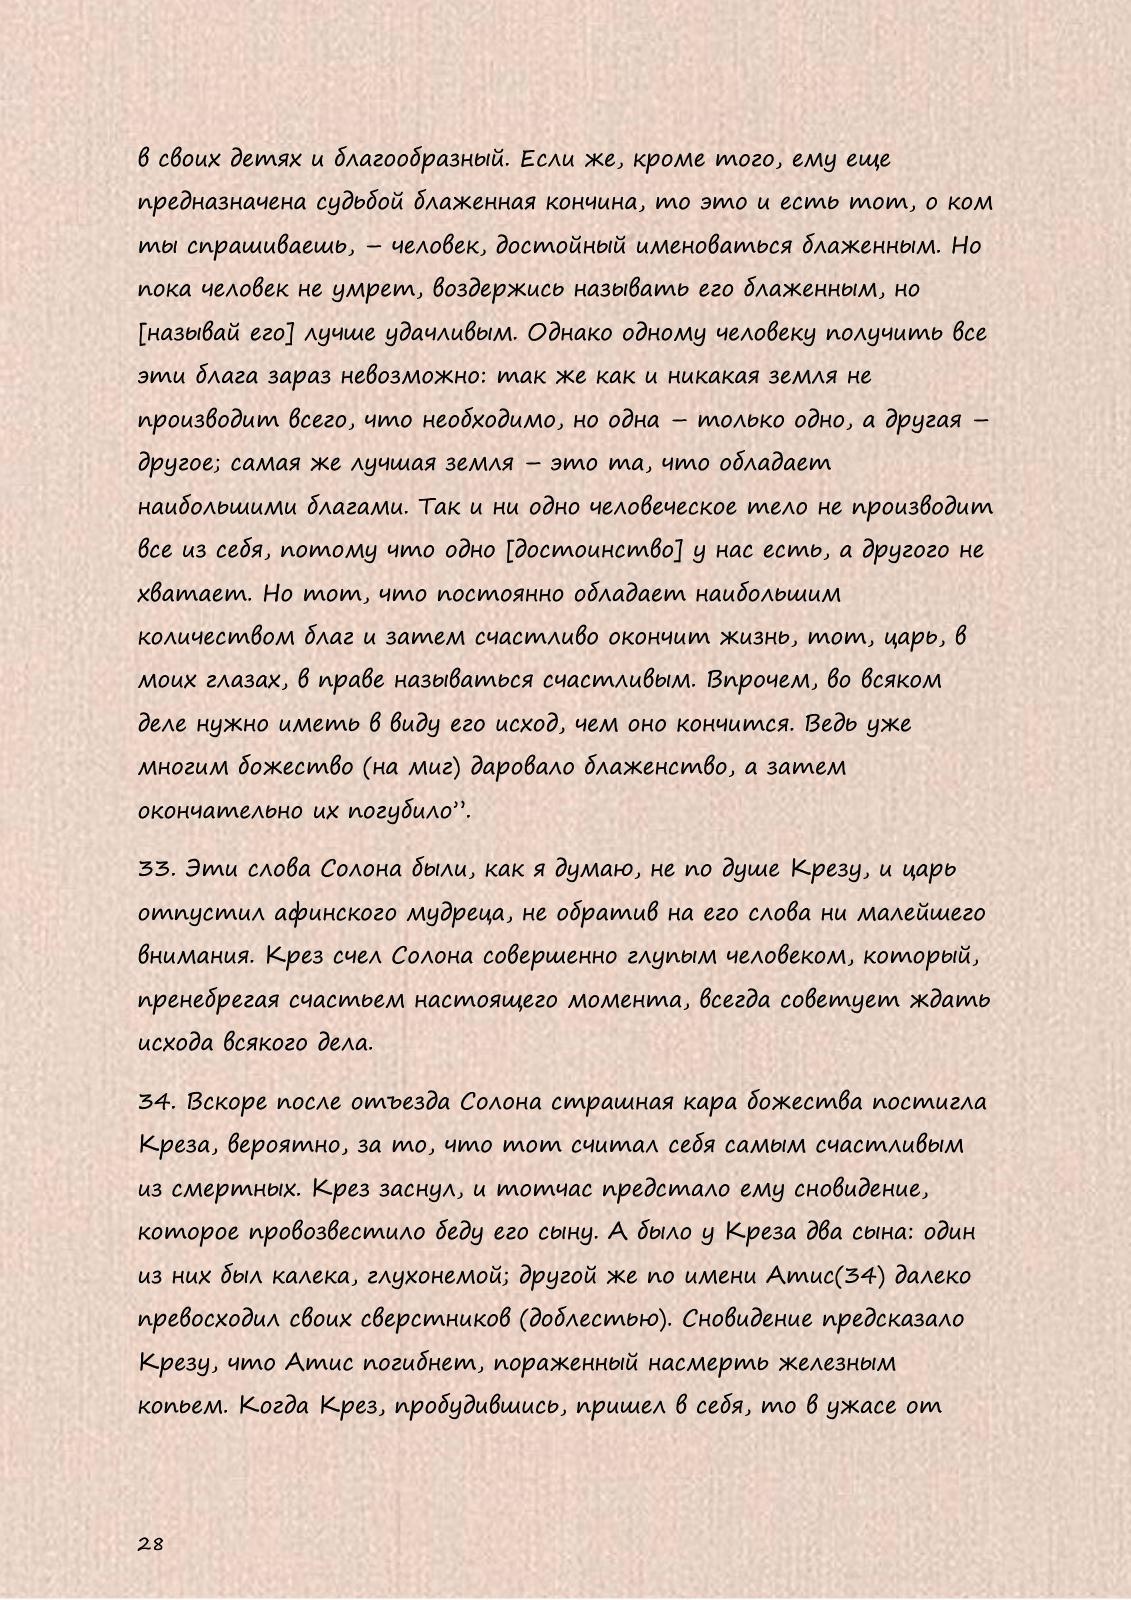 в своих детях и благообразный. Если же, кроме того, ему еще
предназначена судьбой блаженная кончина, то это и есть тот, о ком
ты спрашиваешь, – человек, достойный именоваться блаженным. Но
пока человек не умрет, воздержись называть его блаженным, но
[называй его] лучше удачливым. Однако одному человеку получить все
эти блага зараз невозможно: так же как и никакая земля не
производит всего, что необходимо, но одна – только одно, а другая –
другое; самая же лучшая земля – это та, что обладает
наибольшими благами. Так и ни одно человеческое тело не производит
все из себя, потому что одно [достоинство] у нас есть, а другого не
хватает. Но тот, что постоянно обладает наибольшим
количеством благ и затем счастливо окончит жизнь, тот, царь, в
моих глазах, в праве называться счастливым. Впрочем, во всяком
деле нужно иметь в виду его исход, чем оно кончится. Ведь уже
многим божество (на миг) даровало блаженство, а затем
окончательно их погубило”.
33. Эти слова Солона были, как я думаю, не по душе Крезу, и царь
отпустил афинского мудреца, не обратив на его слова ни малейшего
внимания. Крез счел Солона совершенно глупым человеком, который,
пренебрегая счастьем настоящего момента, всегда советует ждать
исхода всякого дела.
34. Вскоре после отъезда Солона страшная кара божества постигла
Креза, вероятно, за то, что тот считал себя самым счастливым
из смертных. Крез заснул, и тотчас предстало ему сновидение,
которое провозвестило беду его сыну. А было у Креза два сына: один
из них был калека, глухонемой; другой же по имени Атис(34) далеко
превосходил своих сверстников (доблестью). Сновидение предсказало
Крезу, что Атис погибнет, пораженный насмерть железным
копьем. Когда Крез, пробудившись, пришел в себя, то в ужасе от
28